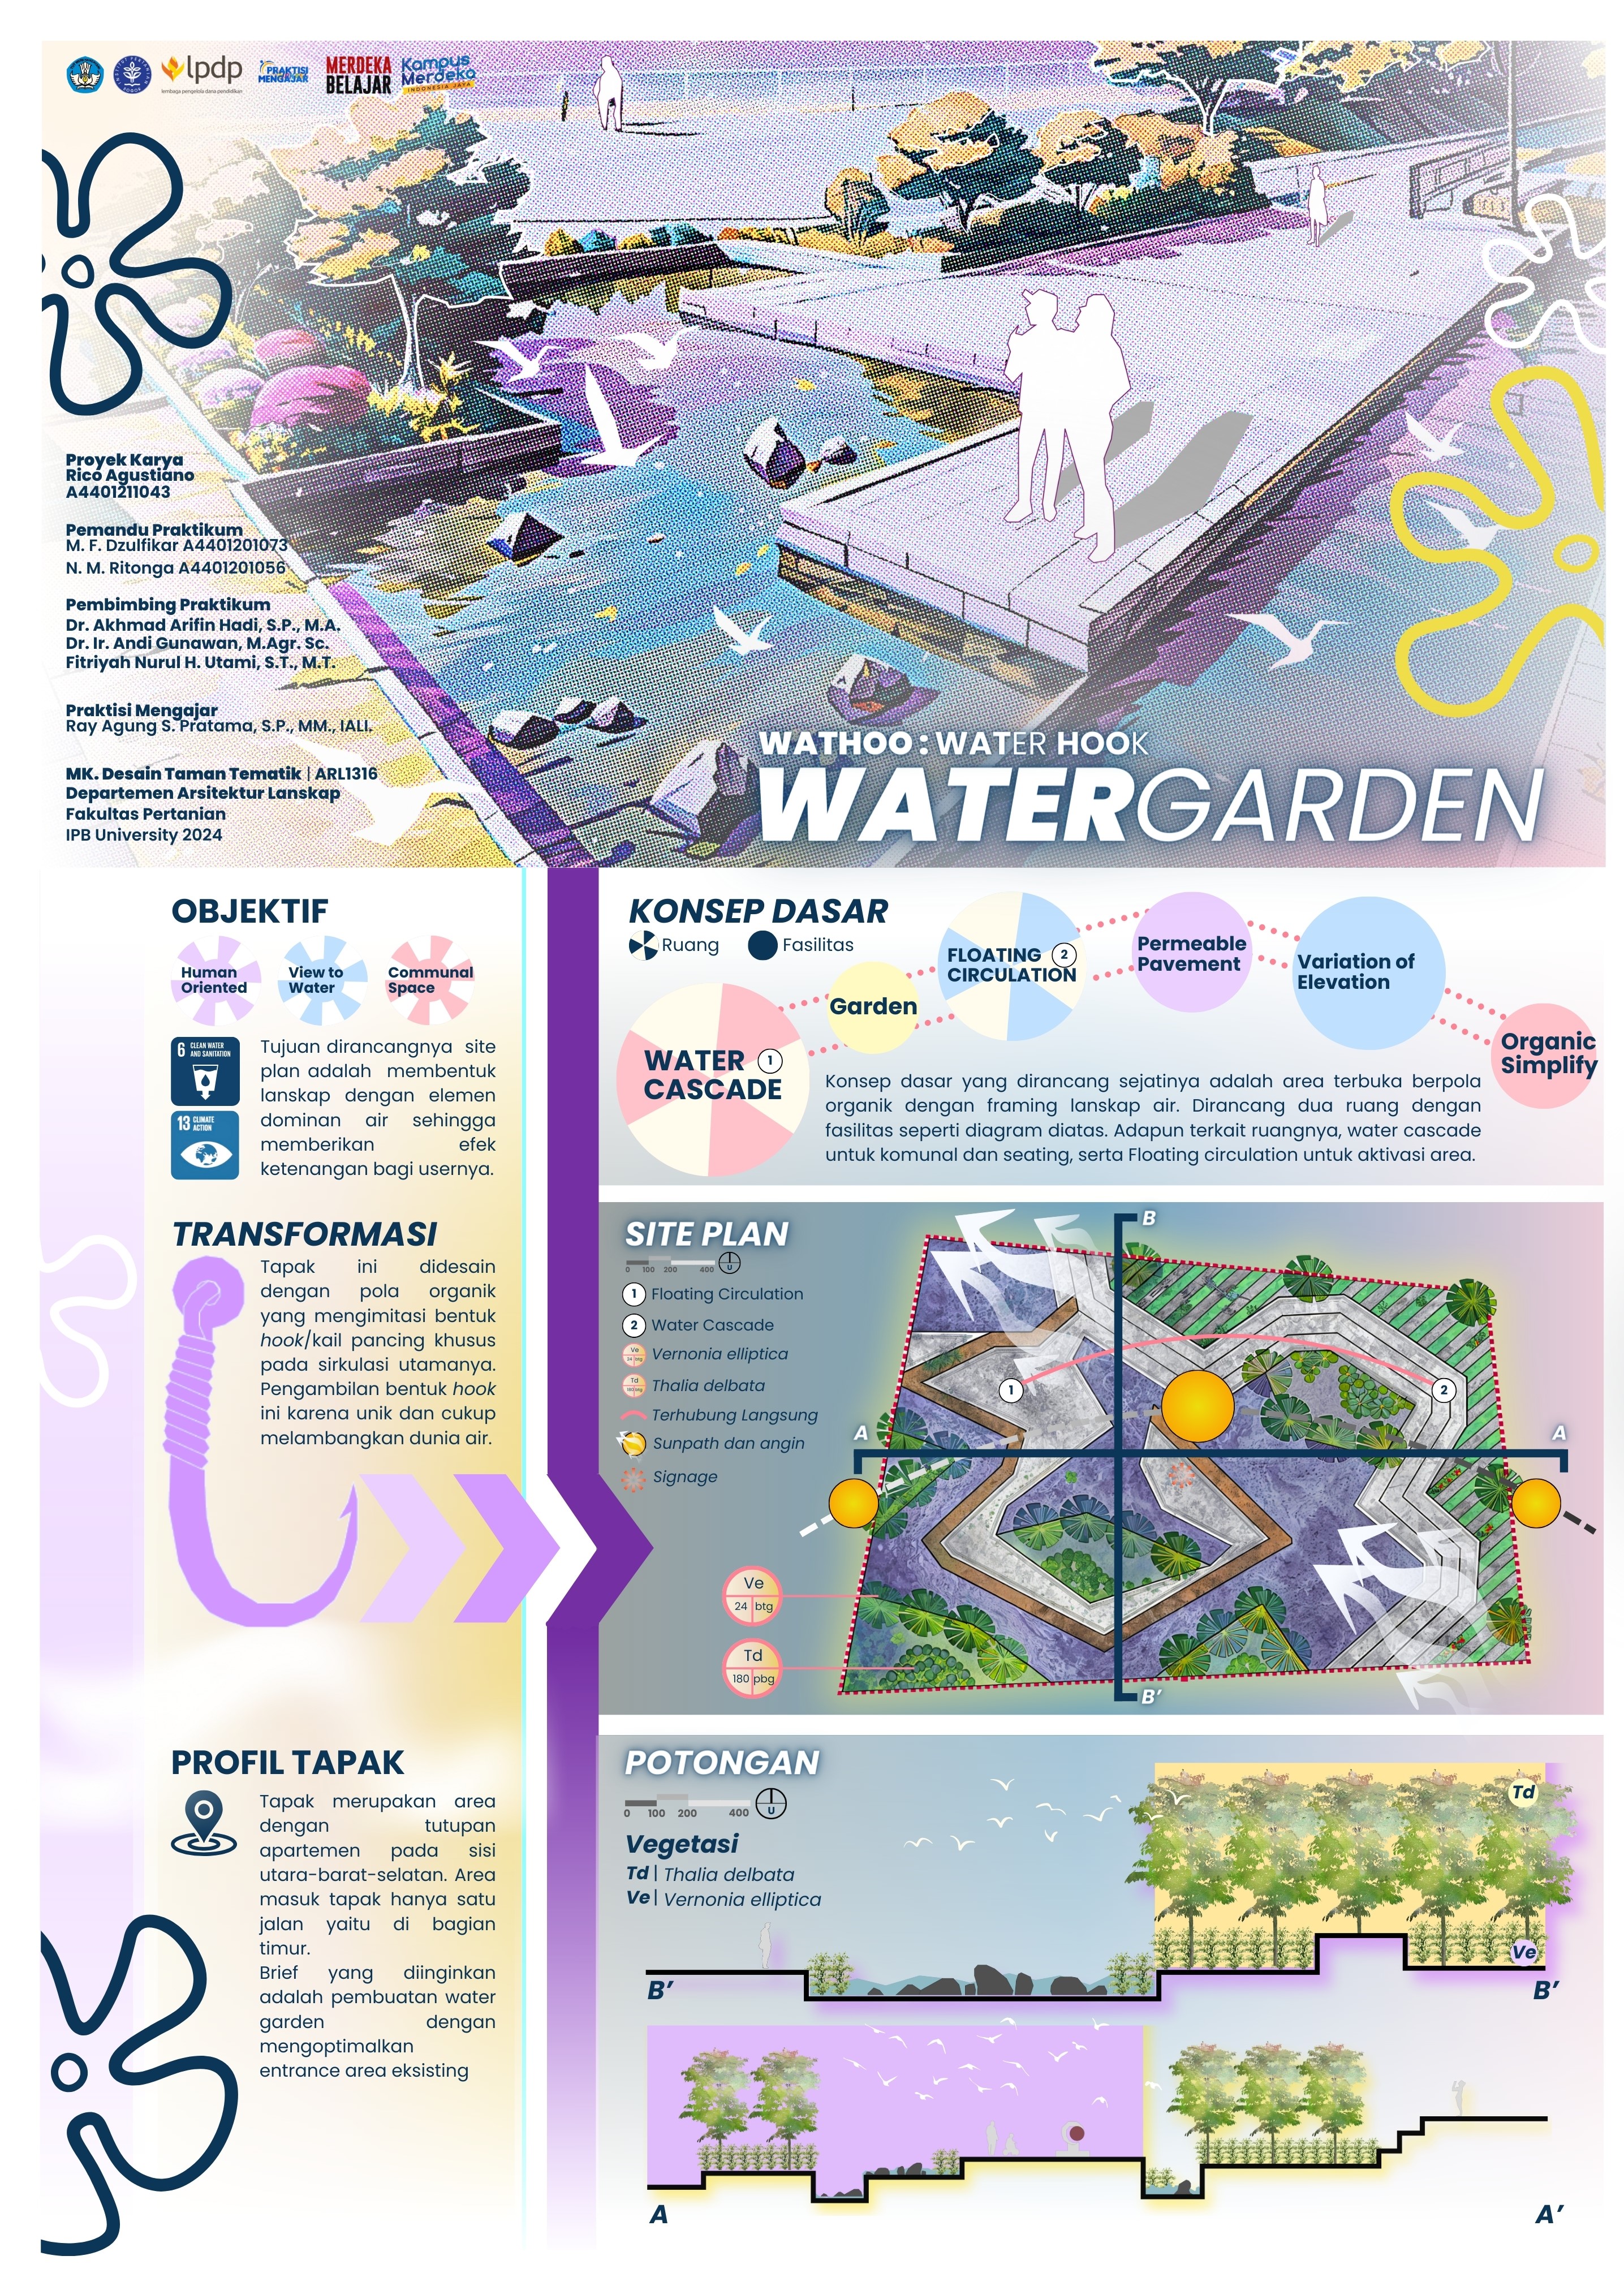 lpdp
lembaga pengelola dana pendidikan
PRAKTISI
MENGAJAR
MERDEKA
BELAJAR
Kampus
Merdeka
INDONESIA JAYA
Proyek Karya
Rico Agustiano
A4401211043
Pemandu Praktikum
M. F. Dzulfikar A4401201073
N. M. Ritonga A4401201056
Pembimbing Praktikum
Dr. Akhmad Arifin Hadi, S.P., M.A.
Dr. Ir. Andi Gunawan, M.Agr. Sc.
Fitriyah Nurul H. Utami, S.T., M.T.
Praktisi Mengajar
Ray Agung S. Pratama, S.P., MM., IALI.
MK. Desain Taman Tematik | ARL1316
Departemen Arsitektur Lanskap
Fakultas Pertanian
IPB University 2024
WATHOO : WATER HOOK
WATERGARDEN
OBJEKTIF
Human
Oriented
View to
Water
Communal
Space
6 CLEAN WATER
AND SANITATION
13 CLIMATE
ACTION
Tujuan dirancangnya site
plan adalah membentuk
lanskap dengan elemen
dominan air sehingga
memberikan efek
ketenangan bagi usernya.
TRANSFORMASI
Tapak ini didesain
dengan pola organik
yang mengimitasi bentuk
hook/kail pancing khusus
pada sirkulasi utamanya.
Pengambilan bentuk hook
ini karena unik dan cukup
melambangkan dunia air.
PROFIL TAPAK
Tapak merupakan area
dengan tutupan
apartemen pada sisi
utara-barat-selatan. Area
masuk tapak hanya satu
jalan yaitu di bagian
timur.
Brief yang diinginkan
adalah pembuatan water
garden dengan
mengoptimalkan
entrance area eksisting
KONSEP DASAR
Ruang
Fasilitas
WATER 1
CASCADE
Garden
FLOATING 2
CIRCULATION
Permeable
Pavement
Variation of
Elevation
Organic
Simplify
Konsep dasar yang dirancang sejatinya adalah area terbuka berpola
organik dengan framing lanskap air. Dirancang dua ruang dengan
fasilitas seperti diagram diatas. Adapun terkait ruangnya, water cascade
untuk komunal dan seating, serta Floating circulation untuk aktivasi area.
SITE PLAN
0 100 200 400 U
1 Floating Circulation
2 Water Cascade
Ve 24 btg Vernonia elliptica
Td 180 pbg Thalia delbata
Terhubung Langsung
Sunpath dan angin
Signage
B
1
2
A
A
Ve
24 btg
Td
180 pbg
B'
POTONGAN
0 100 200 400 U
Vegetasi
Td | Thalia delbata
Ve | Vernonia elliptica
Td
Ve
B'
B'
A
A'